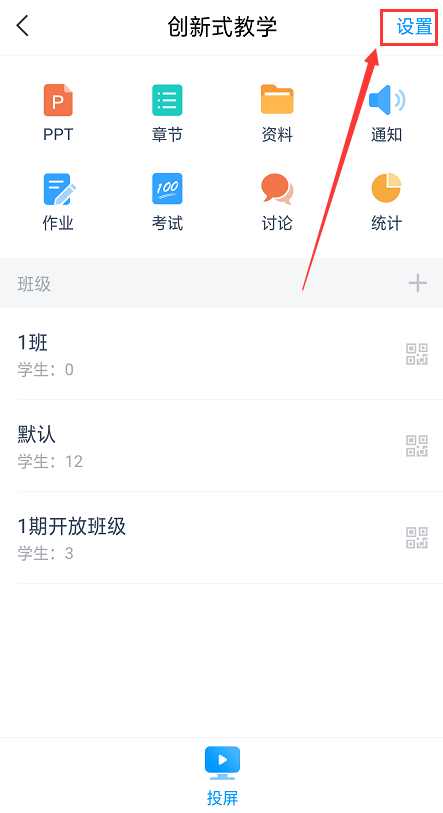 创新式教学 设置
P
100
PPT 章节 资料 通知
作业 考试 讨论 统计
班级
1班
学生：0
默认
学生：12
1期开放班级
学生：3
投屏